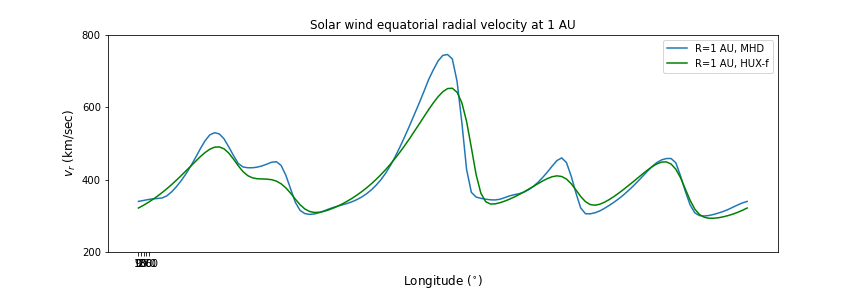 Solar wind equatorial radial velocity at 1 AU
800
R=1 AU, MHD
R=1 AU, HUX-f
600
400
200
v_r (km/sec)
Longitude (°)